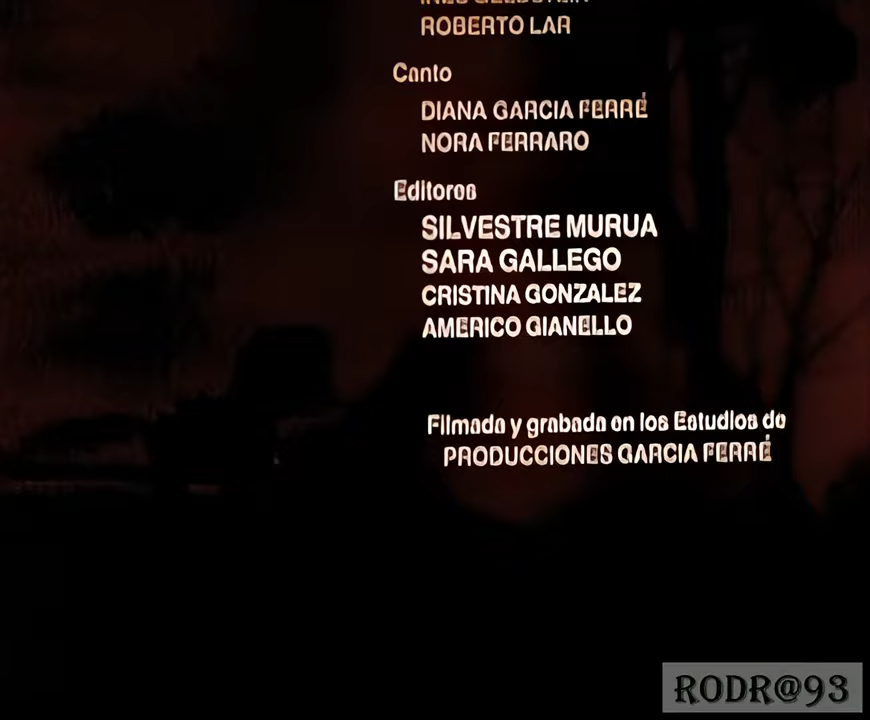 ROBERTO LAR
Canto
DIANA GARCIA FERRÉ
NORA FERRARO
Editores
SILVESTRE MURUA
SARA GALLEGO
CRISTINA GONZALEZ
AMERICO GIANELLO
Filmada y grabada en los Estudios de
PRODUCCIONES GARCIA FERRÉ
RODR@93